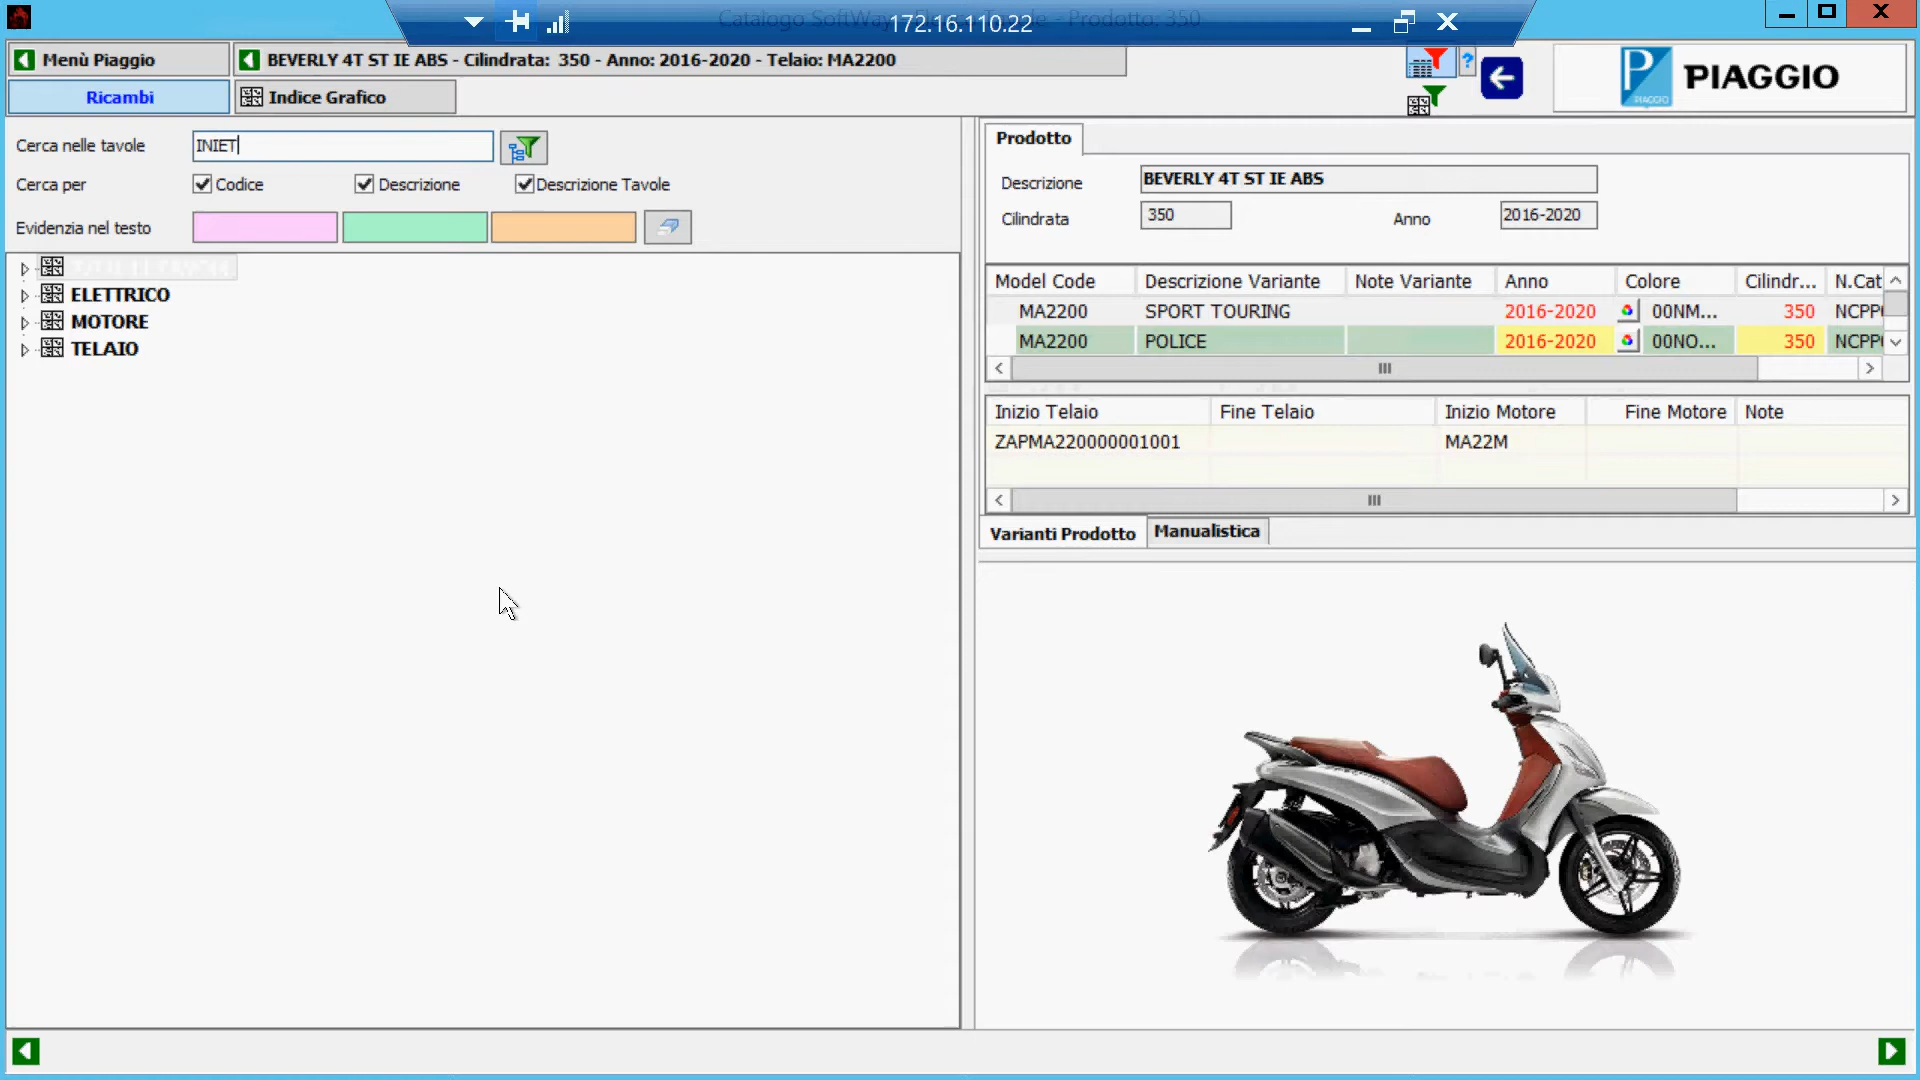 172.16.110.22
Menù Piaggio
BEVERLY 4T ST IE ABS - Cilindrata: 350 - Anno: 2016-2020 - Telaio: MA2200
?
PIAGGIO
PIAGGIO
Ricambi
Indice Grafico
Cerca nelle tavole
INIET
Cerca per
Codice
Descrizione
Descrizione Tavole
Evidenzia nel testo
ELETTRICO
MOTORE
TELAIO
Prodotto
Descrizione
BEVERLY 4T ST IE ABS
Cilindrata
350
Anno
2016-2020
Model Code Descrizione Variante Note Variante Anno Colore Cilindr... N.Cat
MA2200 SPORT TOURING 2016-2020 00NM... 350 NCPP
MA2200 POLICE 2016-2020 00NO... 350 NCPP
Inizio Telaio Fine Telaio Inizio Motore Fine Motore Note
ZAPMA220000001001 MA22M
Varianti Prodotto
Manualistica